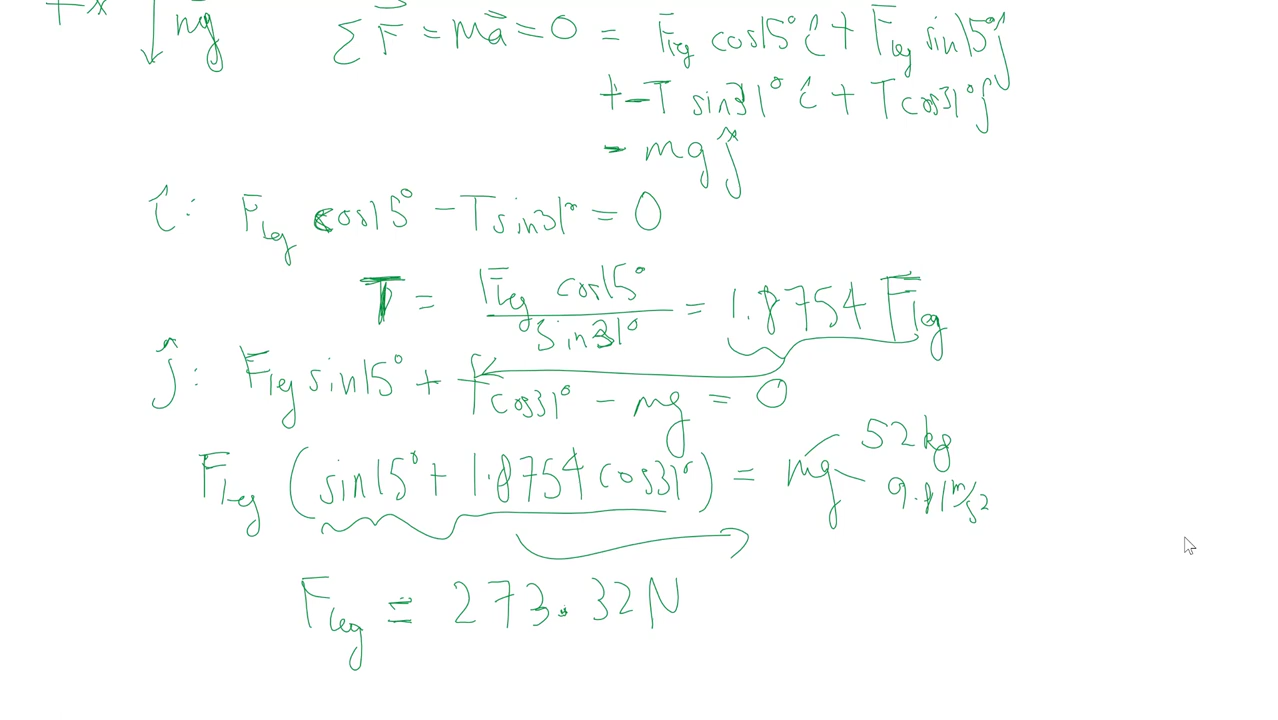 +x mg⃗ ΣF⃗ = ma⃗ = 0 = F_leg cos15° î + F_leg sin15° ĵ
+ -T sin31° î + T cos31° ĵ
- mg ĵ
î: F_leg cos15° - T sin31° = 0
T = F_leg cos15° / sin31° = 1.8754 F_leg
ĵ: F_leg sin15° + T cos31° - mg = 0
F_leg (sin15° + 1.8754 cos31°) = mg 52 kg 9.81 m/s²
F_leg = 273.32 N